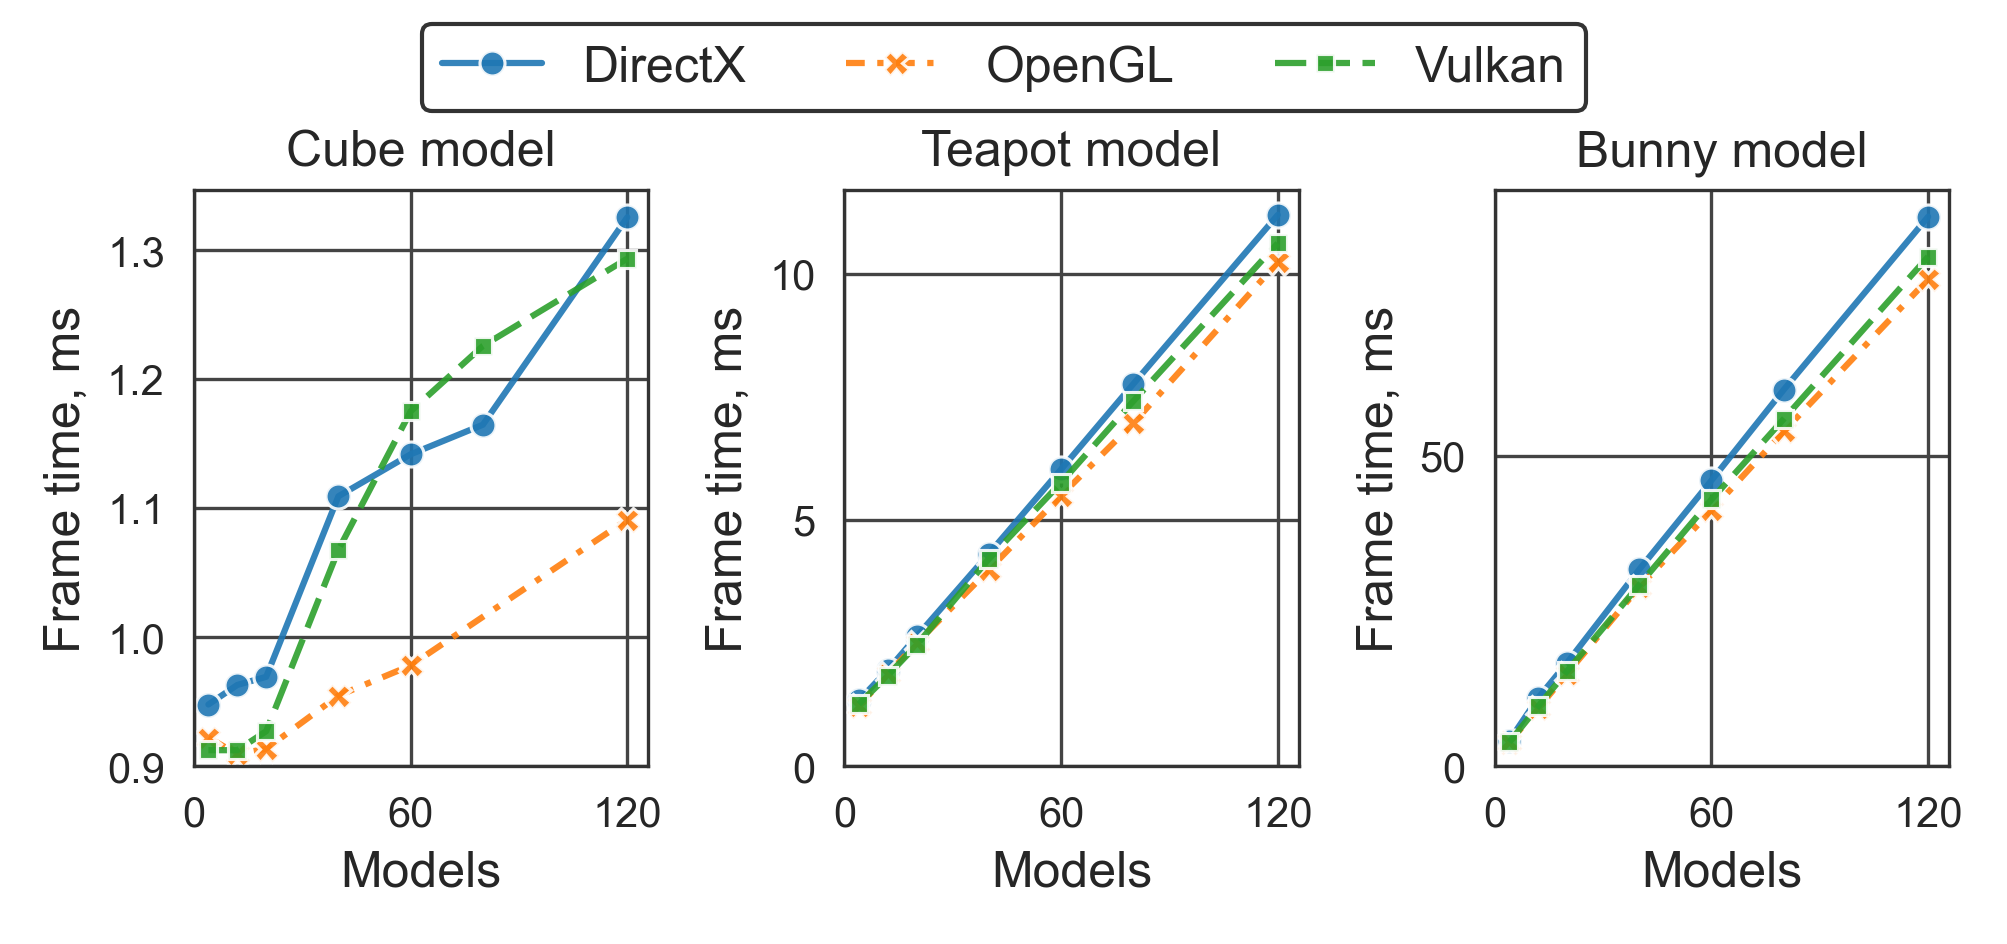 DirectX OpenGL Vulkan
Cube model Teapot model Bunny model
Frame time, ms
1.3
1.2
1.1
1.0
0.9
0 60 120
Models
Frame time, ms
10
5
0
0 60 120
Models
Frame time, ms
50
0
0 60 120
Models